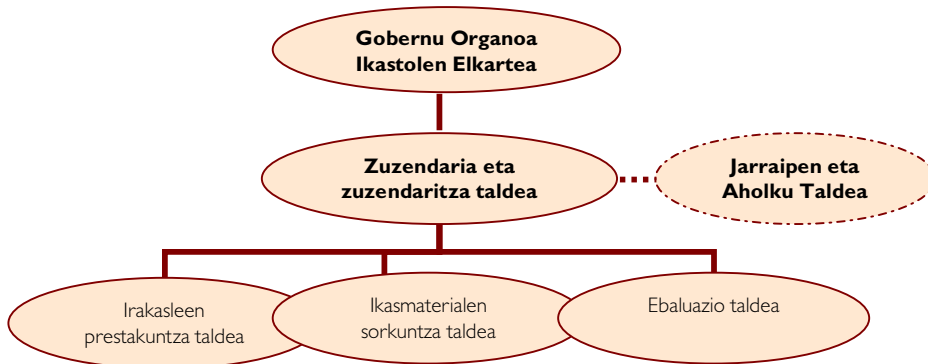 Gobernu Organoa
Ikastolen Elkartea
Zuzendaria eta
zuzendaritza taldea
Jarraipen eta
Aholku Taldea
Irakasleen
prestakuntza taldea
Ikasmaterialen
sorkuntza taldea
Ebaluazio taldea